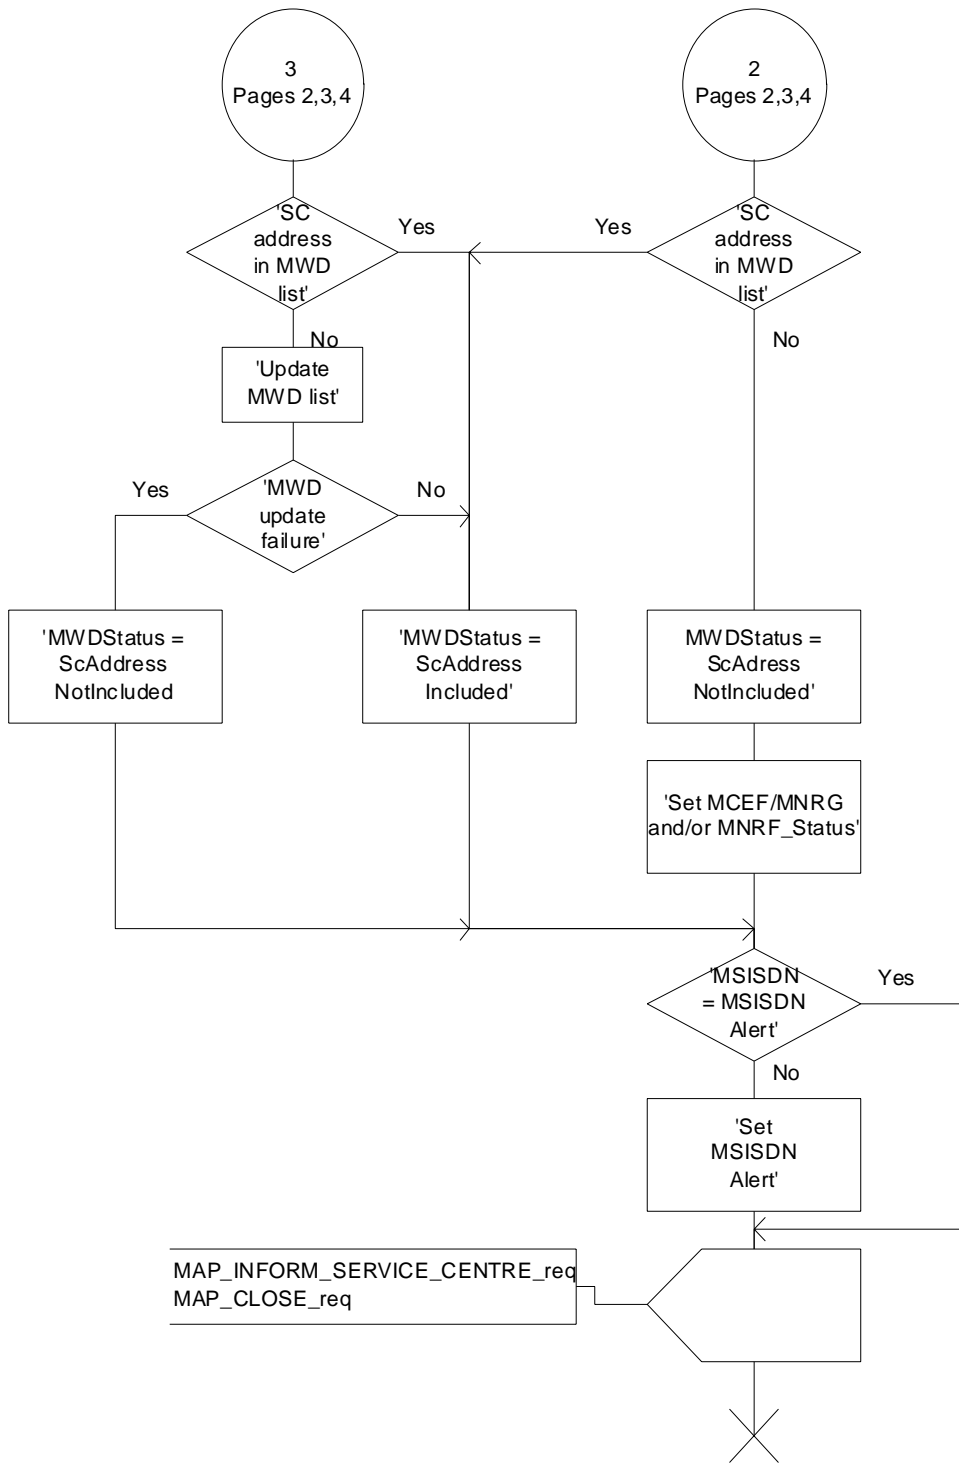 3
Pages 2,3,4
2
Pages 2,3,4
'SC
address
in MWD
list'
Yes
Yes
'SC
address
in MWD
list'
No
No
'Update
MWD list'
Yes
'MWD
update
failure'
No
'MWDStatus =
ScAddress
NotIncluded
'MWDStatus =
ScAddress
Included'
MWDStatus =
ScAdress
NotIncluded'
'Set MCEF/MNRG
and/or MNRF_Status'
'MSISDN
= MSISDN
Alert'
Yes
No
'Set
MSISDN
Alert'
MAP_INFORM_SERVICE_CENTRE_req
MAP_CLOSE_req